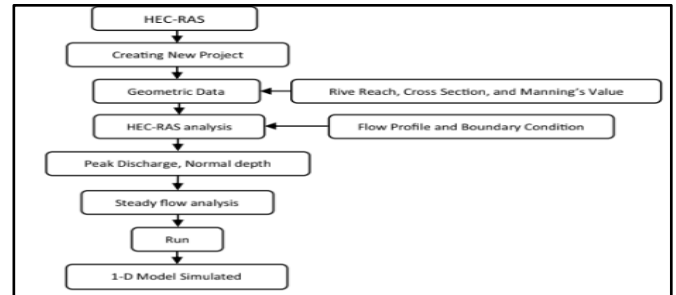 HEC-RAS
Creating New Project
Geometric Data
Rive Reach, Cross Section, and Manning's Value
HEC-RAS analysis
Flow Profile and Boundary Condition
Peak Discharge, Normal depth
Steady flow analysis
Run
1-D Model Simulated